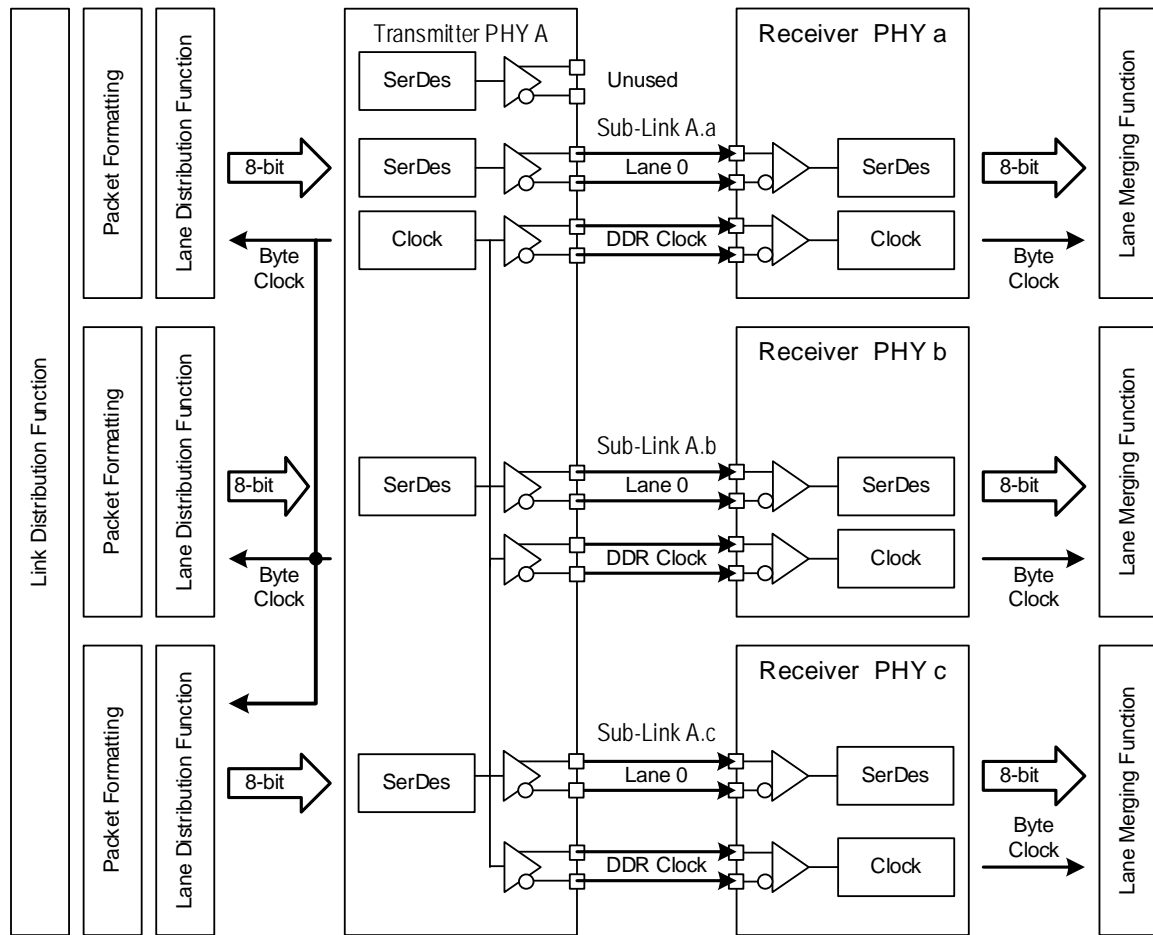 Link Distribution Function
Packet Formatting
Lane Distribution Function
8-bit
Byte
Clock
Transmitter PHY A
SerDes
Unused
SerDes
Clock
Sub-Link A.a
Lane 0
DDR Clock
Receiver PHY a
SerDes
Clock
8-bit
Byte
Clock
Lane Merging Function
Packet Formatting
Lane Distribution Function
8-bit
Byte
Clock
SerDes
Sub-Link A.b
Lane 0
DDR Clock
Receiver PHY b
SerDes
Clock
8-bit
Byte
Clock
Lane Merging Function
Packet Formatting
Lane Distribution Function
8-bit
SerDes
Sub-Link A.c
Lane 0
DDR Clock
Receiver PHY c
SerDes
Clock
8-bit
Byte
Clock
Lane Merging Function